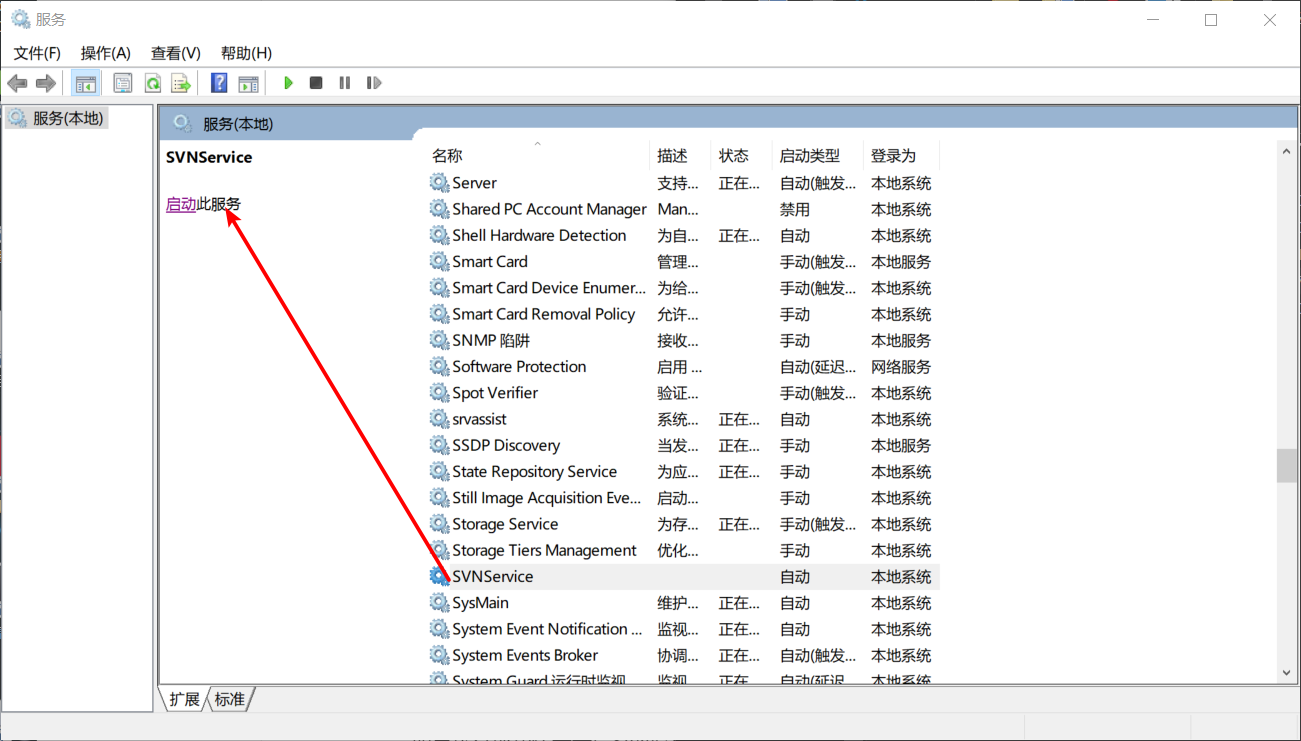 服务
文件(F) 操作(A) 查看(V) 帮助(H)
服务(本地)
服务(本地)
SVNService
启动此服务
名称 描述 状态 启动类型 登录为
Server 支持... 正在... 自动(触发... 本地系统
Shared PC Account Manager Man... 禁用 本地系统
Shell Hardware Detection 为自... 正在... 自动 本地系统
Smart Card 管理... 手动(触发... 本地服务
Smart Card Device Enumer... 为给... 手动(触发... 本地系统
Smart Card Removal Policy 允许... 手动 本地系统
SNMP 陷阱 接收... 手动 本地服务
Software Protection 启用 ... 自动(延迟... 网络服务
Spot Verifier 验证... 手动(触发... 本地系统
srvassist 系统... 正在... 自动 本地系统
SSDP Discovery 当发... 正在... 手动 本地服务
State Repository Service 为应... 正在... 手动 本地系统
Still Image Acquisition Eve... 启动... 手动 本地系统
Storage Service 为存... 正在... 手动(触发... 本地系统
Storage Tiers Management 优化... 手动 本地系统
SVNService 自动 本地系统
SysMain 维护... 正在... 自动 本地系统
System Event Notification ... 监视... 正在... 自动 本地系统
System Events Broker 协调... 正在... 自动(触发... 本地系统
System Guard 运行时监视... 监视... 正在... 自动(延迟... 本地系统
扩展 标准